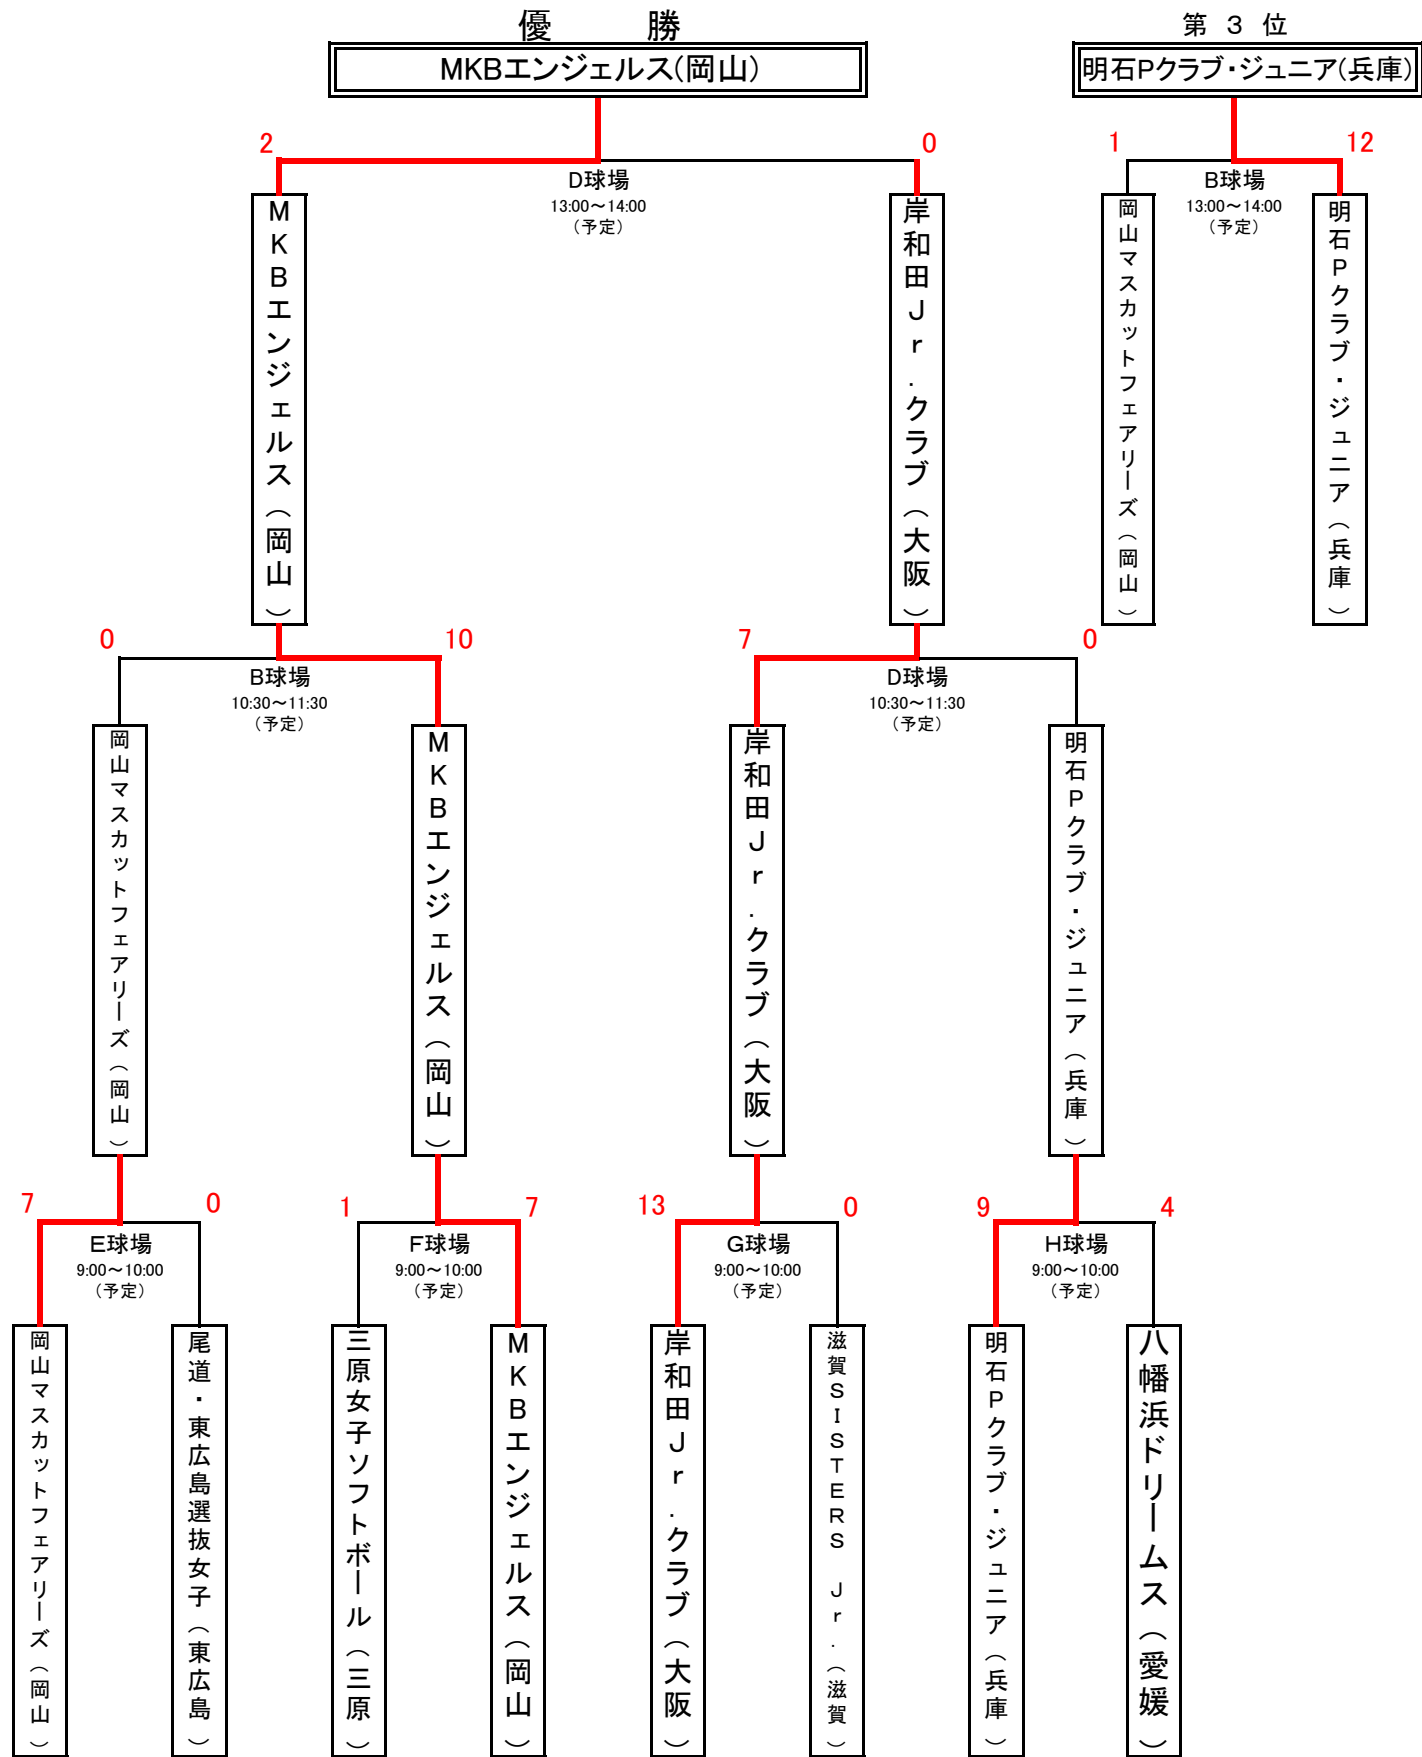 優　　勝
第 3 位
MKBエンジェルス(岡山)
明石Pクラブ・ジュニア(兵庫)
2
0
1
12
D球場
13:00～14:00
(予定)
B球場
13:00～14:00
(予定)
MKBエンジェルス（岡山）
岸和田Jr.クラブ（大阪）
岡山マスカットフェアリーズ（岡山）
明石Pクラブ・ジュニア（兵庫）
0
10
7
0
B球場
10:30～11:30
(予定)
D球場
10:30～11:30
(予定)
岡山マスカットフェアリーズ（岡山）
MKBエンジェルス（岡山）
岸和田Jr.クラブ（大阪）
明石Pクラブ・ジュニア（兵庫）
7
0
1
7
13
0
9
4
E球場
9:00～10:00
(予定)
F球場
9:00～10:00
(予定)
G球場
9:00～10:00
(予定)
H球場
9:00～10:00
(予定)
岡山マスカットフェアリーズ（岡山）
尾道・東広島選抜女子（東広島）
三原女子ソフトボール（三原）
MKBエンジェルス（岡山）
岸和田Jr.クラブ（大阪）
滋賀SISTERS Jr.（滋賀）
明石Pクラブ・ジュニア（兵庫）
八幡浜ドリームス（愛媛）